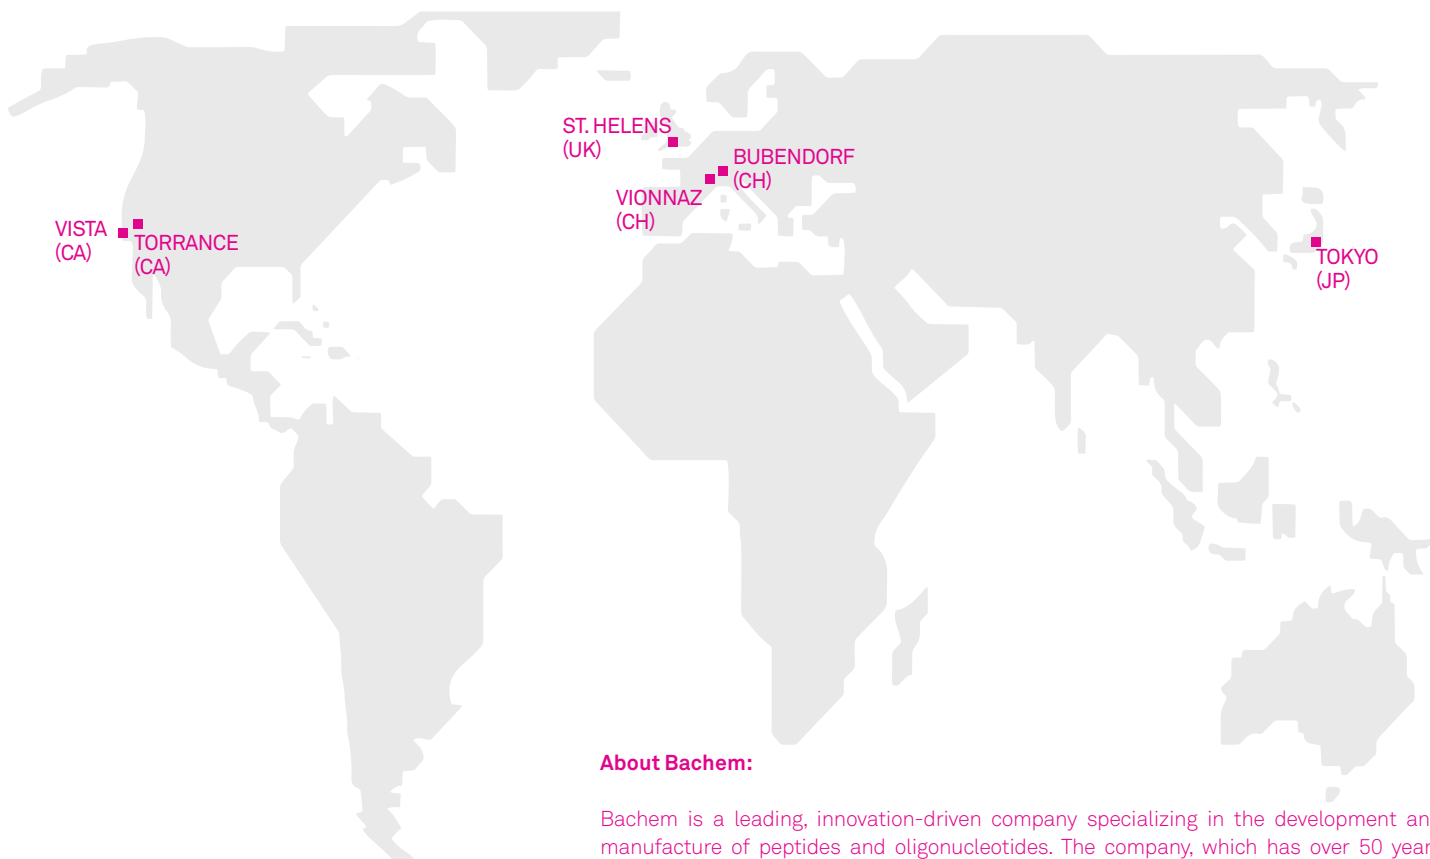 ST. HELENS
(UK)
BUBENDORF
(CH)
VIONNAZ
(CH)
VISTA
(CA)
TORRANCE
(CA)
TOKYO
(JP)
About Bachem:
Bachem is a leading, innovation-driven company specializing in the development an
manufacture of peptides and oligonucleotides. The company, which has over 50 year